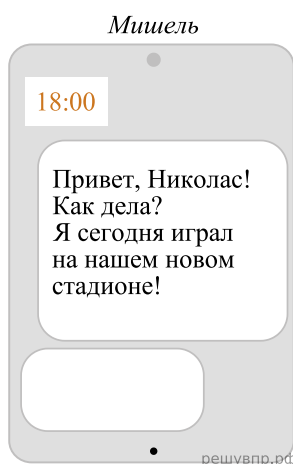 Мишель
18:00
Привет, Николас!
Как дела?
Я сегодня играл
на нашем новом
стадионе!
решувпр.рф